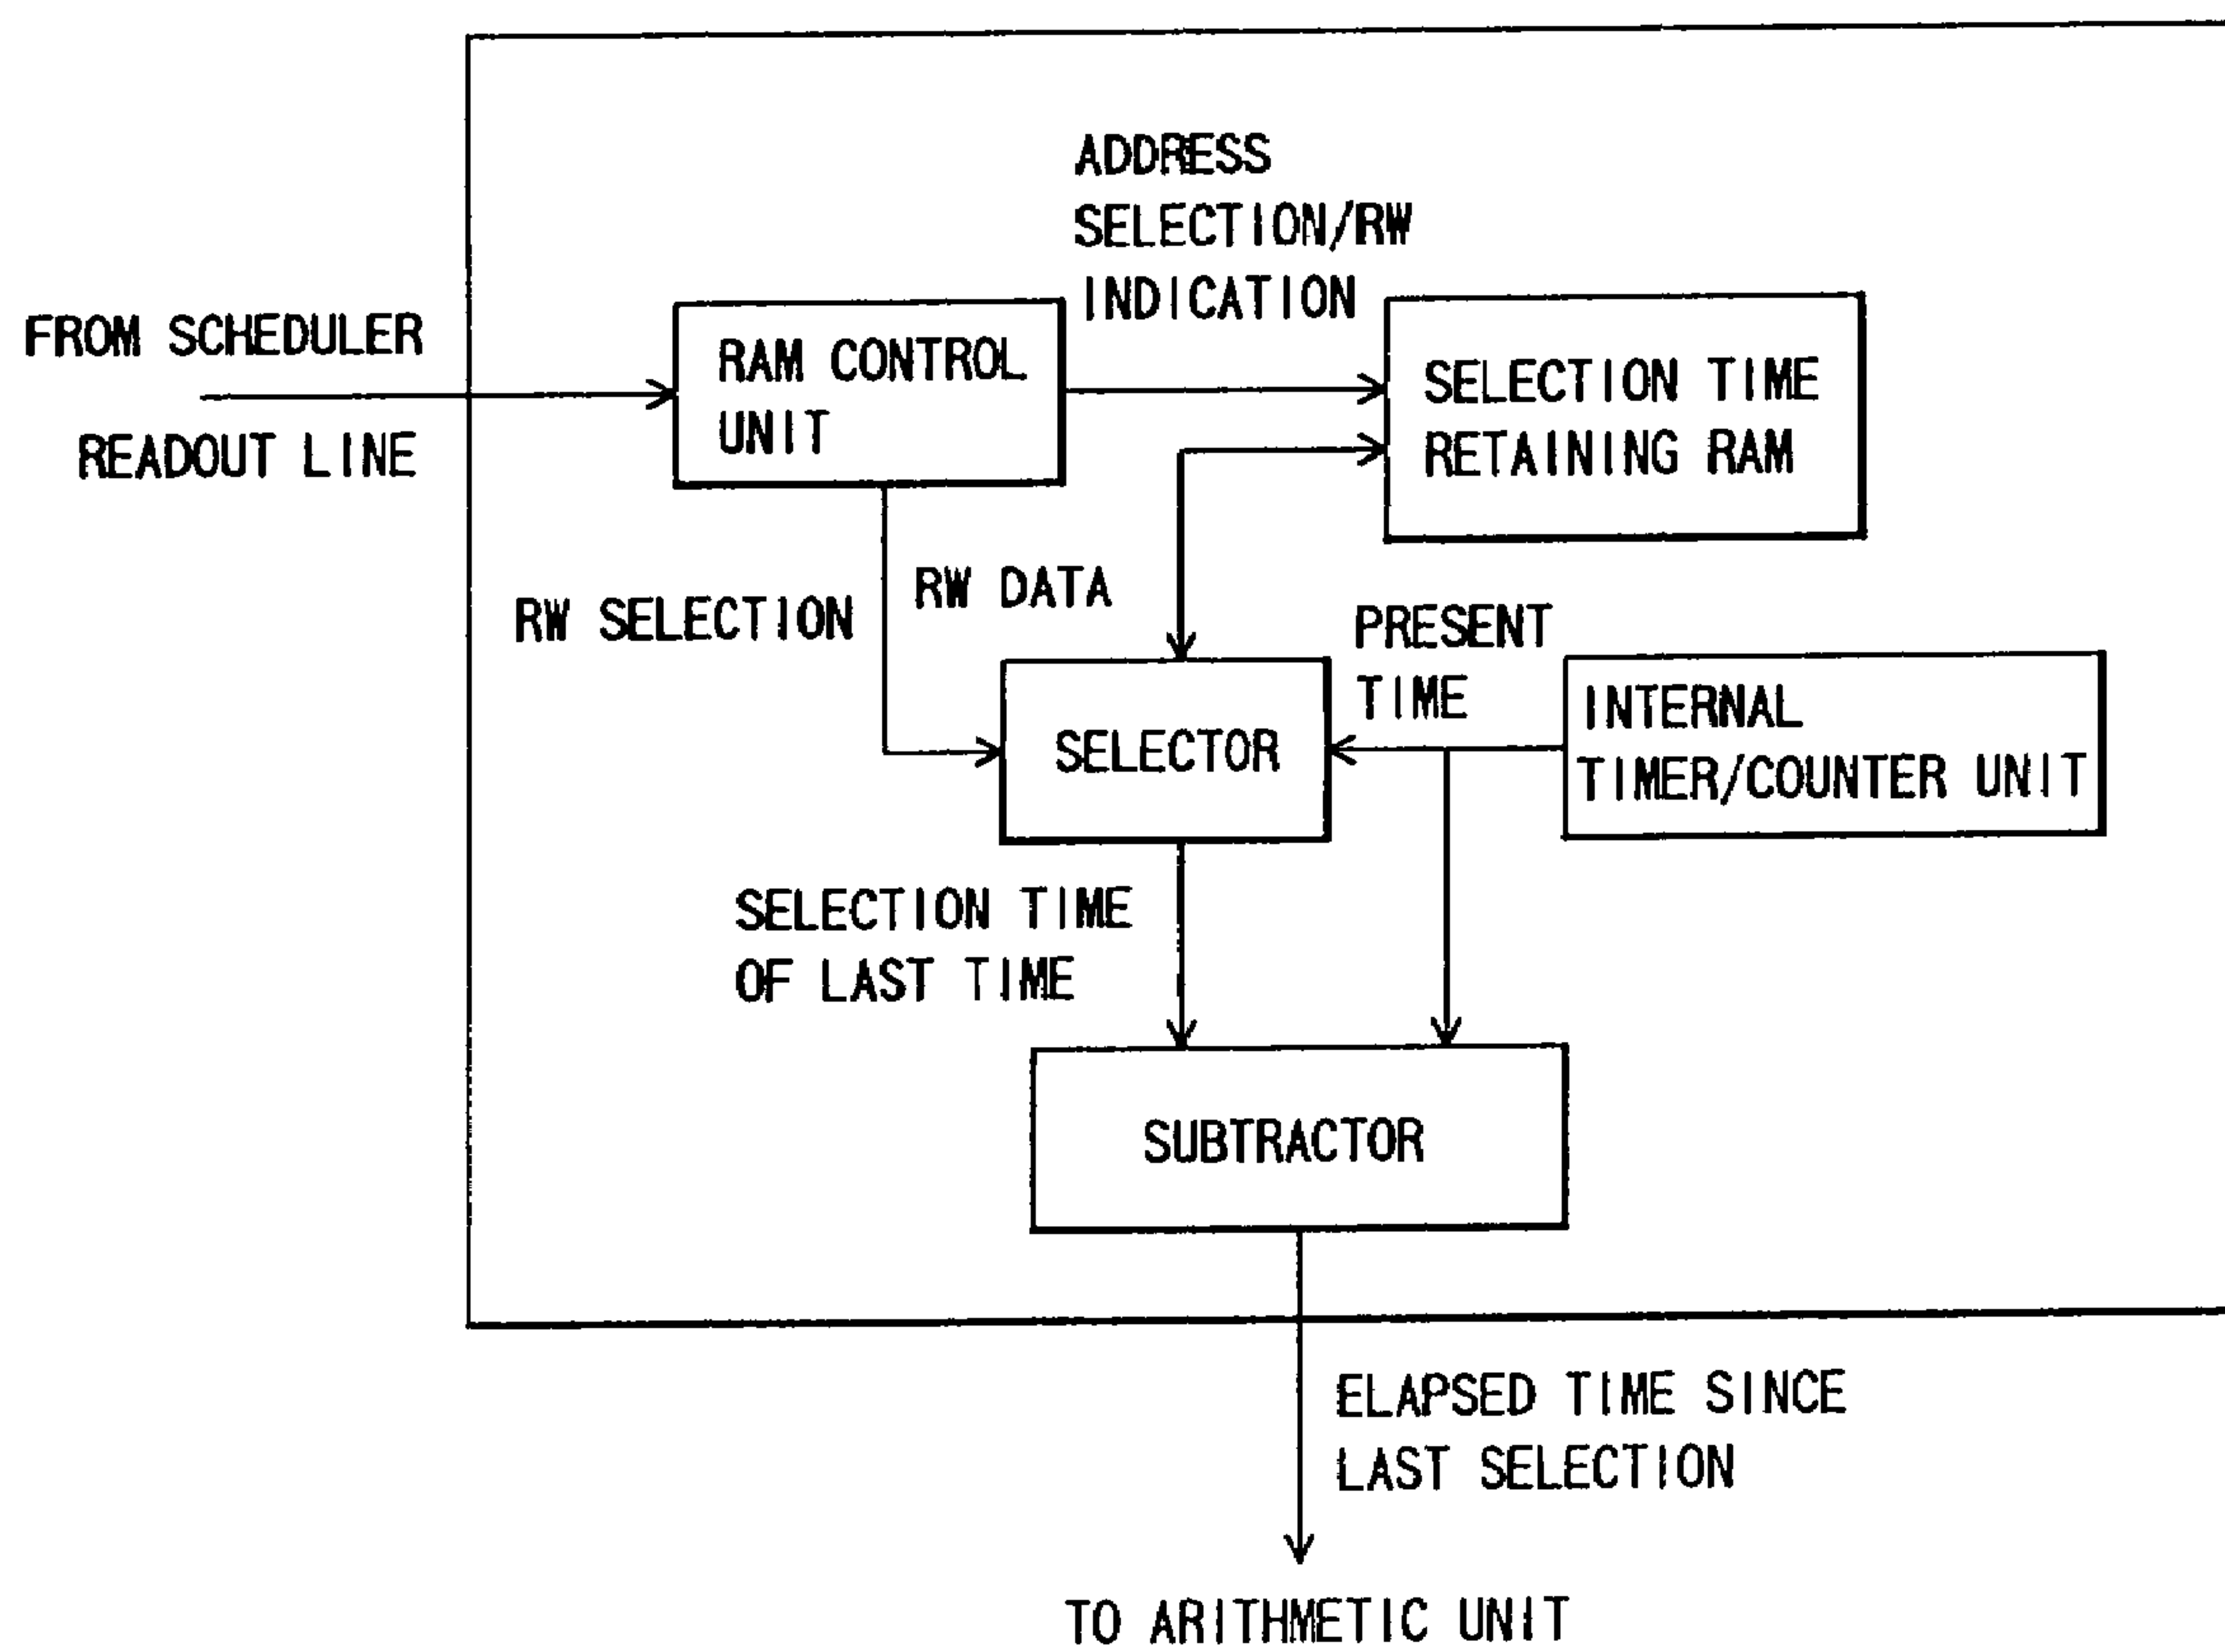 ADDRESS
SELECTION/RW
INDICATION
FROM SCHEDULER
READOUT LINE
RAM CONTROL
UNIT
SELECTION TIME
RETAINING RAM
RW SELECTION
RW DATA
PRESENT
TIME
INTERNAL
TIMER/COUNTER UNIT
SELECTOR
SELECTION TIME
OF LAST TIME
SUBTRACTOR
ELAPSED TIME SINCE
LAST SELECTION
TO ARITHMETIC UNIT